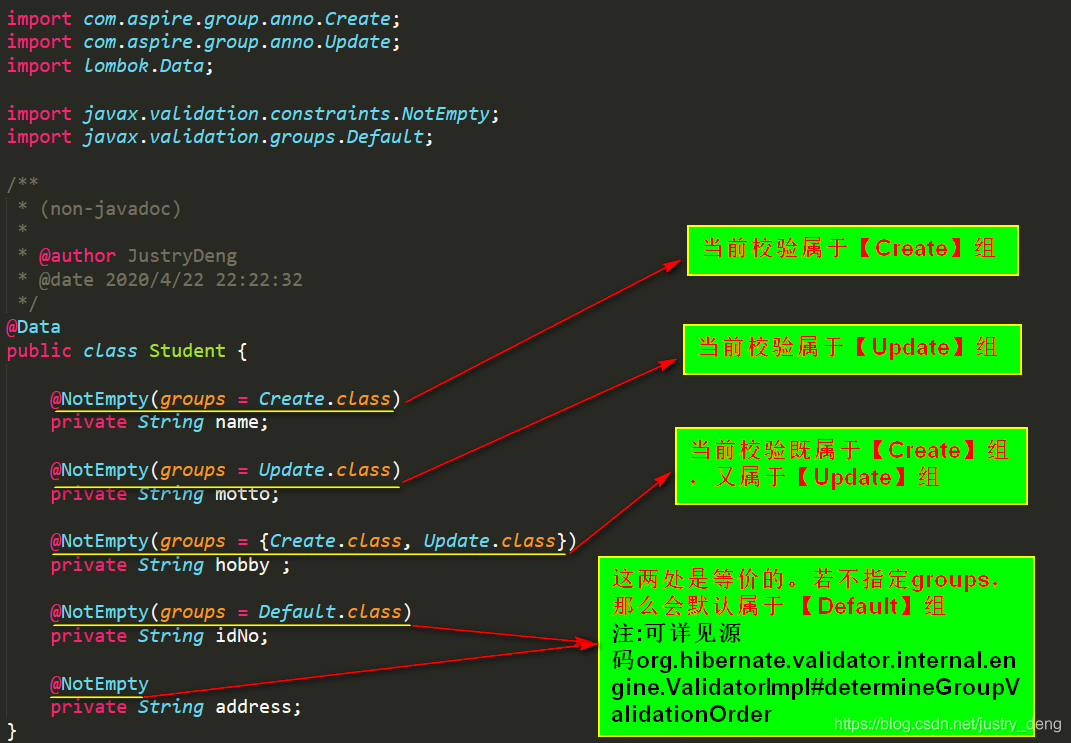 import com.aspire.group.anno.Create;
import com.aspire.group.anno.Update;
import lombok.Data;
import javax.validation.constraints.NotEmpty;
import javax.validation.groups.Default;
/**
 * (non-javadoc)
 *
 * @author JustryDeng
 * @date 2020/4/22 22:22:32
 */
@Data
public class Student {
    @NotEmpty(groups = Create.class)
    private String name;
    @NotEmpty(groups = Update.class)
    private String motto;
    @NotEmpty(groups = {Create.class, Update.class})
    private String hobby ;
    @NotEmpty(groups = Default.class)
    private String idNo;
    @NotEmpty
    private String address;
}
当前校验属于【Create】组
当前校验属于【Update】组
当前校验既属于【Create】组
．又属于【Update】组
这两处是等价的。若不指定groups.
那么会默认属于 【Default】组
注:可详见源
码org.hibernate.validator.internal.en
gine.ValidatorImpl#determineGroupV
alidationOrder
https://blog.csdn.net/justry_deng